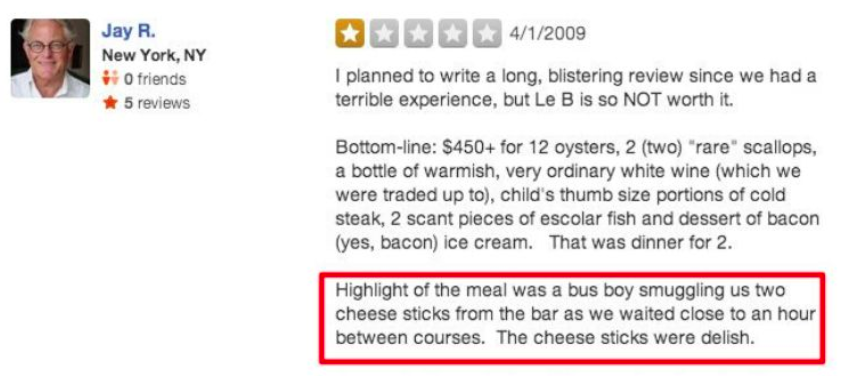 Jay R.
New York, NY
0 friends
5 reviews
4/1/2009
I planned to write a long, blistering review since we had a
terrible experience, but Le B is so NOT worth it.
Bottom-line: $450+ for 12 oysters, 2 (two) "rare" scallops,
a bottle of warmish, very ordinary white wine (which we
were traded up to), child's thumb size portions of cold
steak, 2 scant pieces of escolar fish and dessert of bacon
(yes, bacon) ice cream.   That was dinner for 2.
Highlight of the meal was a bus boy smuggling us two
cheese sticks from the bar as we waited close to an hour
between courses.  The cheese sticks were delish.